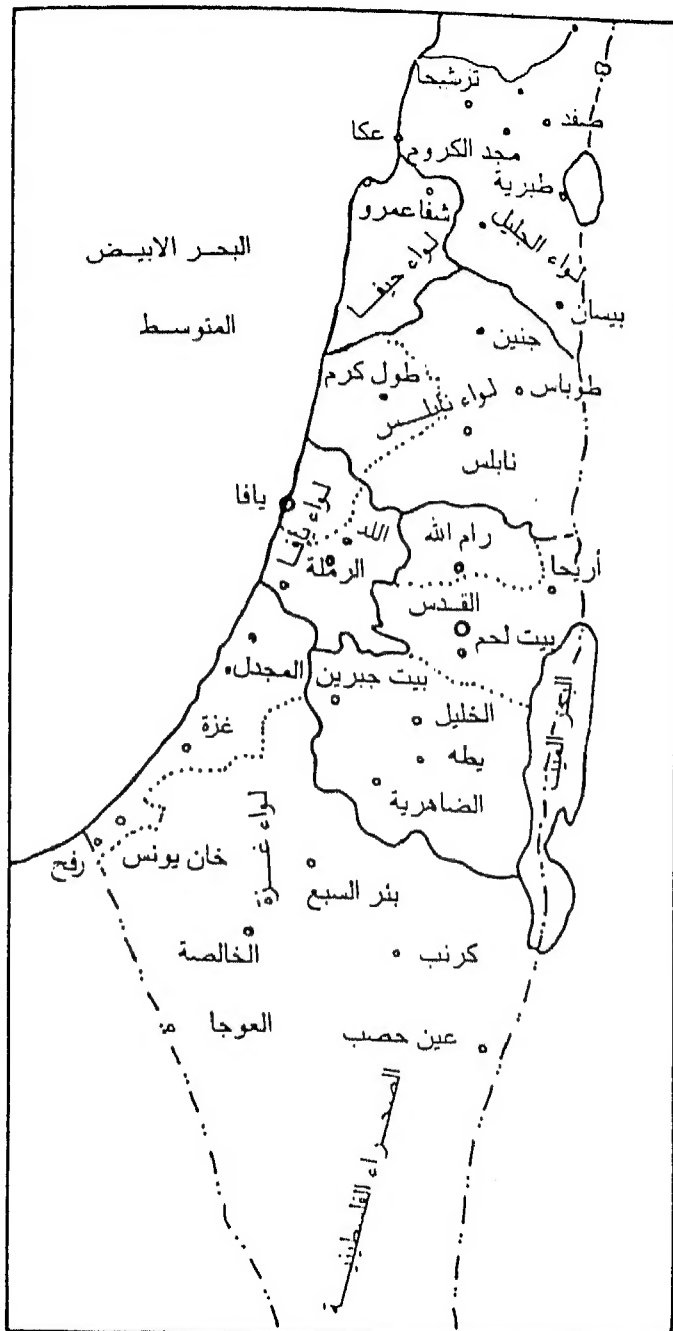 ترشيحا
صفد
عكا
مجد الكروم
طبرية
شفاعمرو
لواء الجليل
البحر الابيض
المتوسط
لواء حيفا
بيسان
جنين
طول كرم
طوباس
لواء نابلس
نابلس
يافا
لواء يافا
اللد
رام الله
الرملة
أريحا
القدس
بيت لحم
المجدل
بيت جبرين
الخليل
البحر الميت
غزة
يطه
الضاهرية
لواء غزة
خان يونس
رفح
بئر السبع
الخالصة
كرنب
العوجا
عين حصب
الصحراء الفلسطينية